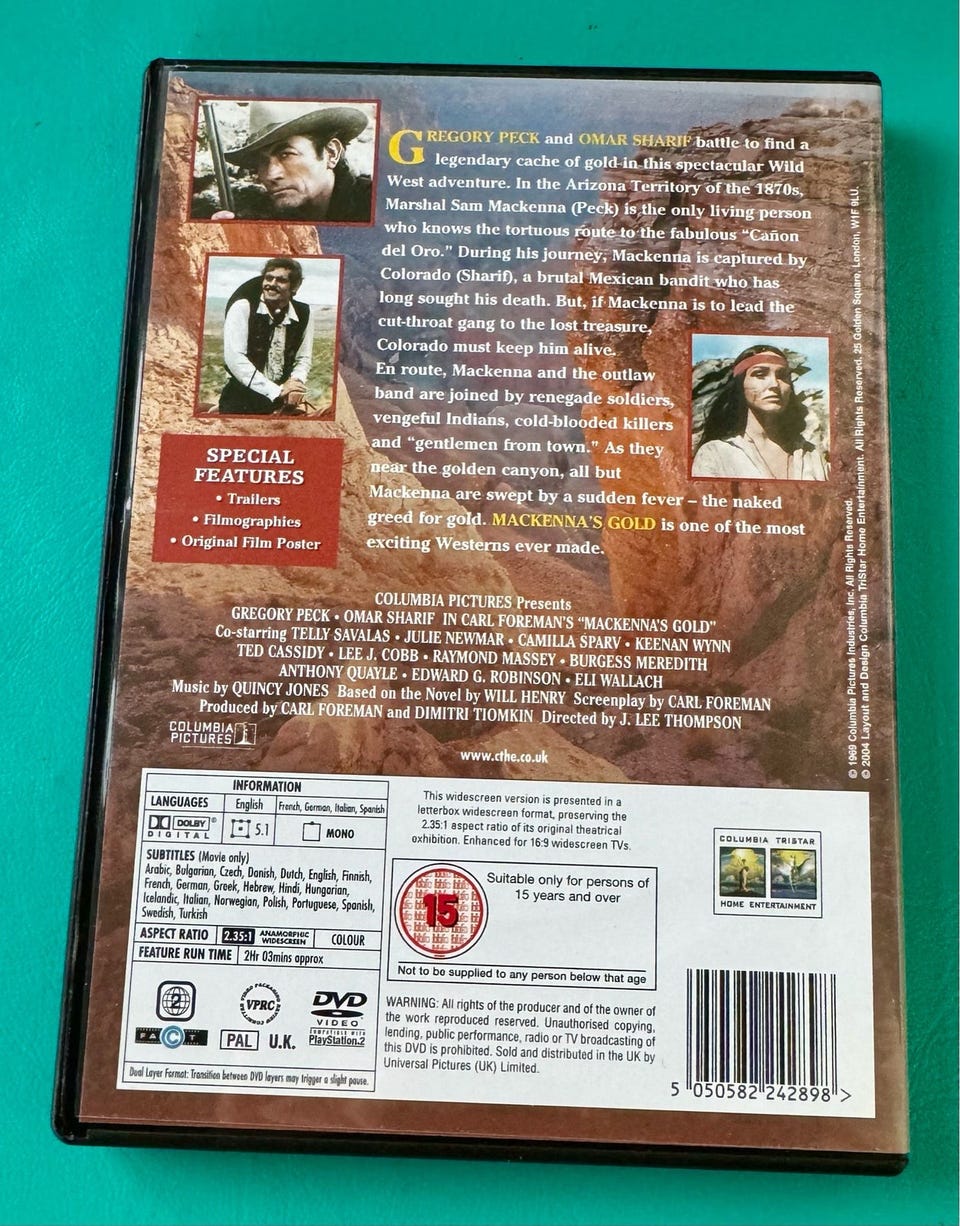 GREGORY PECK and OMAR SHARIF battle to find a
legendary cache of gold in this spectacular Wild
West adventure. In the Arizona Territory of the 1870s,
Marshal Sam Mackenna (Peck) is the only living person
who knows the tortuous route to the fabulous “Cañon
del Oro.” During his journey, Mackenna is captured by
Colorado (Sharif), a brutal Mexican bandit who has
long sought his death. But, if Mackenna is to lead the
cut-throat gang to the lost treasure,
Colorado must keep him alive.
En route, Mackenna and the outlaw
band are joined by renegade soldiers,
vengeful Indians, cold-blooded killers
and “gentlemen from town.” As they
near the golden canyon, all but
Mackenna are swept by a sudden fever – the naked
greed for gold. MACKENNA'S GOLD is one of the most
exciting Westerns ever made.
SPECIAL
FEATURES
• Trailers
• Filmographies
• Original Film Poster
COLUMBIA PICTURES Presents
GREGORY PECK • OMAR SHARIF IN CARL FOREMAN'S “MACKENNA'S GOLD”
Co-starring TELLY SAVALAS • JULIE NEWMAR • CAMILLA SPARV • KEENAN WYNN
TED CASSIDY • LEE J. COBB • RAYMOND MASSEY • BURGESS MEREDITH
ANTHONY QUAYLE • EDWARD G. ROBINSON • ELI WALLACH
Music by QUINCY JONES Based on the Novel by WILL HENRY Screenplay by CARL FOREMAN
Produced by CARL FOREMAN and DIMITRI TIOMKIN Directed by J. LEE THOMPSON
COLUMBIA
PICTURES
www.cthe.co.uk
© 1969 Columbia Pictures Industries, Inc. All Rights Reserved.
© 2004 Layout and Design Columbia TriStar Home Entertainment. All Rights Reserved. 25 Golden Square, London, W1F 9LU.
INFORMATION
LANGUAGES English French, German, Italian, Spanish
DOLBY DIGITAL 5.1 MONO
SUBTITLES (Movie only)
Arabic, Bulgarian, Czech, Danish, Dutch, English, Finnish,
French, German, Greek, Hebrew, Hindi, Hungarian,
Icelandic, Italian, Norwegian, Polish, Portuguese, Spanish,
Swedish, Turkish
ASPECT RATIO 2.35:1 ANAMORPHIC WIDESCREEN COLOUR
FEATURE RUN TIME 2Hr 03mins approx
2
VPRC
DVD
VIDEO
FACT
PAL U.K.
COMPATIBLE WITH
PlayStation.2
Dual Layer Format: Transition between DVD layers may trigger a slight pause.
This widescreen version is presented in a
letterbox widescreen format, preserving the
2.35:1 aspect ratio of its original theatrical
exhibition. Enhanced for 16:9 widescreen TVs.
15
Suitable only for persons of
15 years and over
Not to be supplied to any person below that age
WARNING: All rights of the producer and of the owner of
the work reproduced reserved. Unauthorised copying,
lending, public performance, radio or TV broadcasting of
this DVD is prohibited. Sold and distributed in the UK by
Universal Pictures (UK) Limited.
COLUMBIA TRISTAR
HOME ENTERTAINMENT
5 050582 242898 >